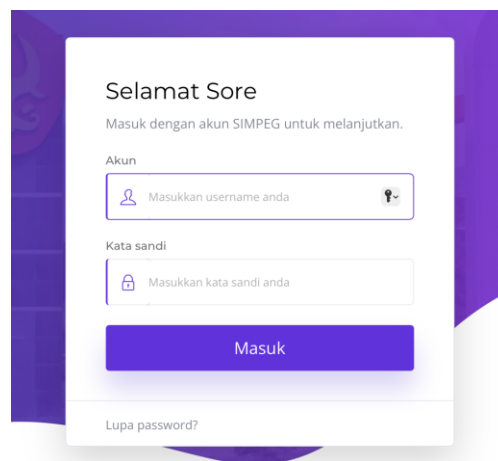 Selamat Sore
Masuk dengan akun SIMPEG untuk melanjutkan.
Akun
Masukkan username anda
Kata sandi
Masukkan kata sandi anda
Masuk
Lupa password?